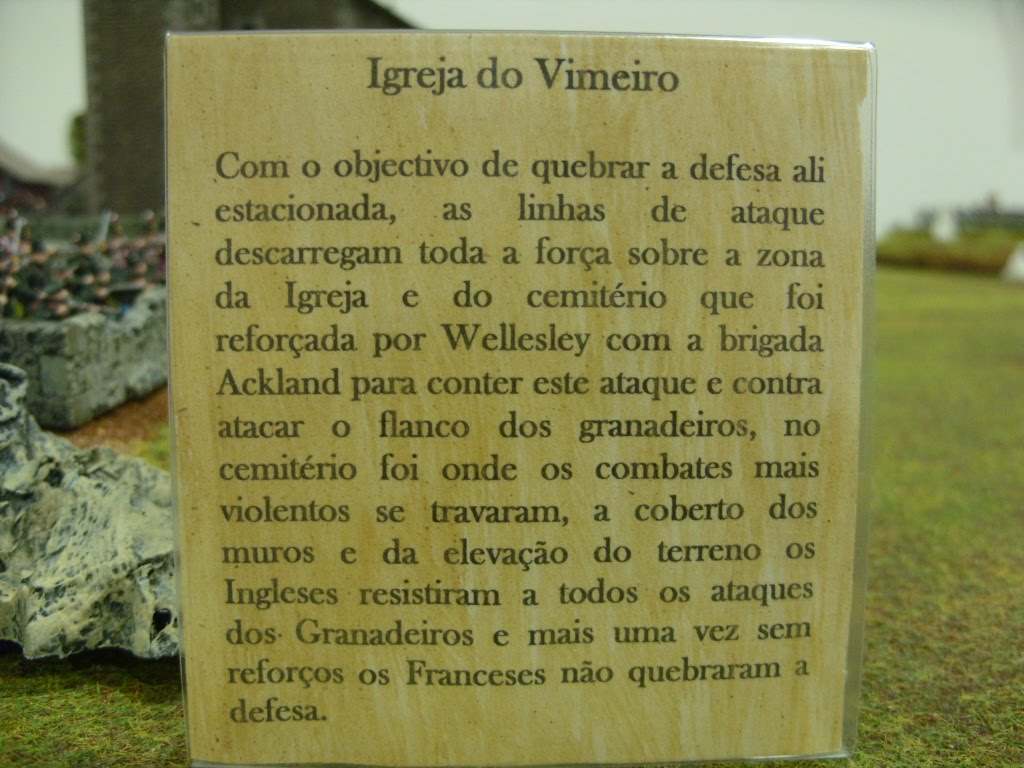 Igreja do Vimeiro
Com o objectivo de quebrar a defesa ali
estacionada, as linhas de ataque
descarregam toda a força sobre a zona
da Igreja e do cemitério que foi
reforçada por Wellesley com a brigada
Ackland para conter este ataque e contra
atacar o flanco dos granadeiros, no
cemitério foi onde os combates mais
violentos se travaram, a coberto dos
muros e da elevação do terreno os
Ingleses resistiram a todos os ataques
dos Granadeiros e mais uma vez sem
reforços os Franceses não quebraram a
defesa.